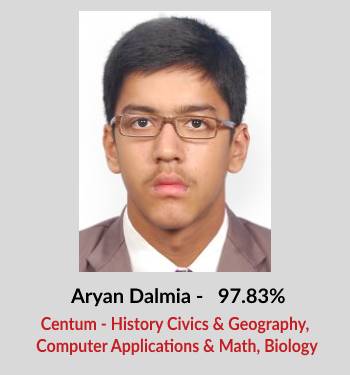 Aryan Dalmia - 97.83%
Centum - History Civics & Geography,
Computer Applications & Math, Biology